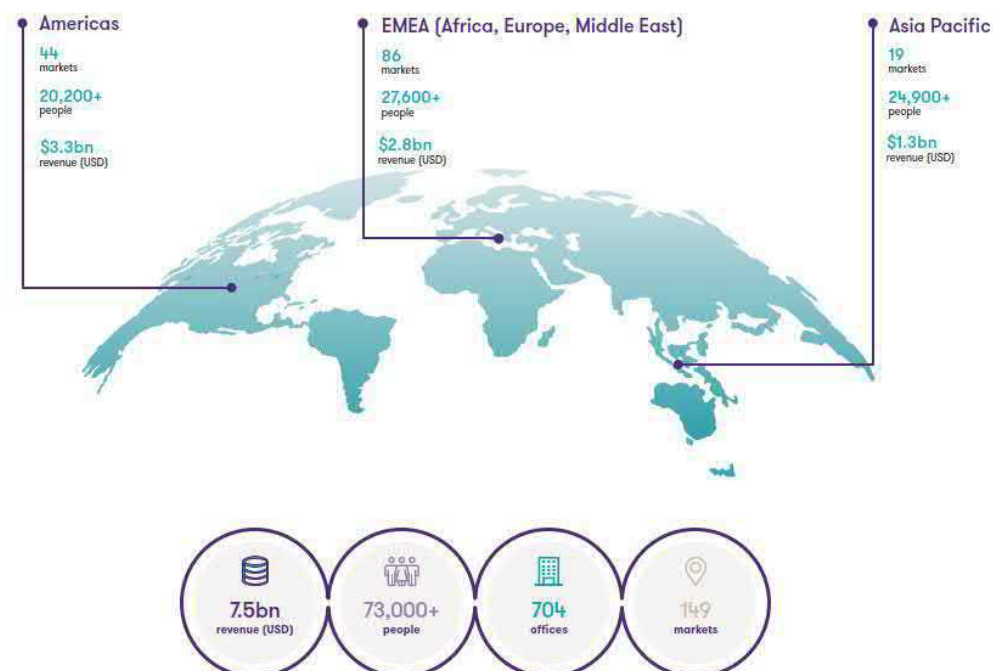 Americas
44
markets
20,200+
people
$3.3bn
revenue (USD)
EMEA (Africa, Europe, Middle East)
86
markets
27,600+
people
$2.8bn
revenue (USD)
Asia Pacific
19
markets
24,900+
people
$1.3bn
revenue (USD)
7.5bn
revenue (USD)
73,000+
people
704
offices
149
markets